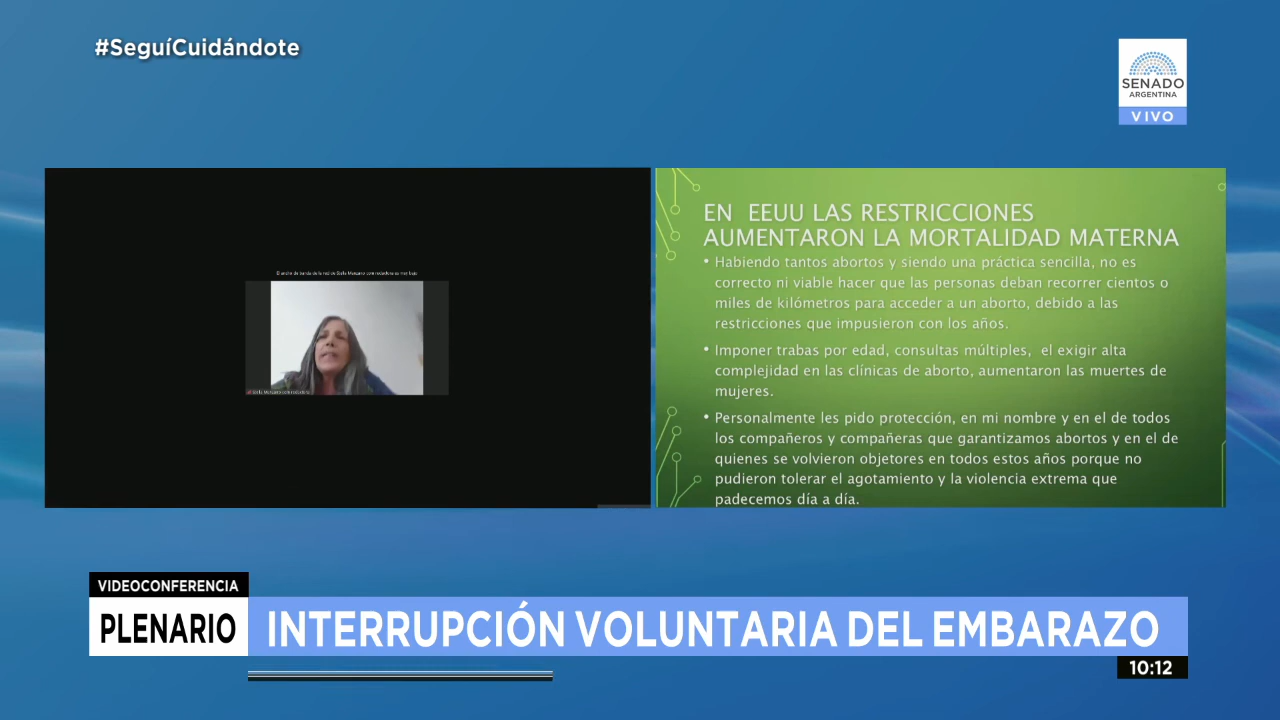 #SeguíCuidándote
SENADO
ARGENTINA
VIVO
EN EEUU LAS RESTRICCIONES
AUMENTARON LA MORTALIDAD MATERNA
• Habiendo tantos abortos y siendo una práctica sencilla, no es
correcto ni viable hacer que las personas deban recorrer cientos o
miles de kilómetros para acceder a un aborto, debido a las
restricciones que impusieron con los años.
• Imponer trabas por edad, consultas múltiples, el exigir alta
complejidad en las clínicas de aborto, aumentaron las muertes de
mujeres.
• Personalmente les pido protección, en mi nombre y en el de todos
los compañeros y compañeras que garantizamos abortos y en el de
quienes se volvieron objetores en todos estos años porque no
pudieron tolerar el agotamiento y la violencia extrema que
padecemos día a día.
VIDEOCONFERENCIA
PLENARIO
INTERRUPCIÓN VOLUNTARIA DEL EMBARAZO
10:12